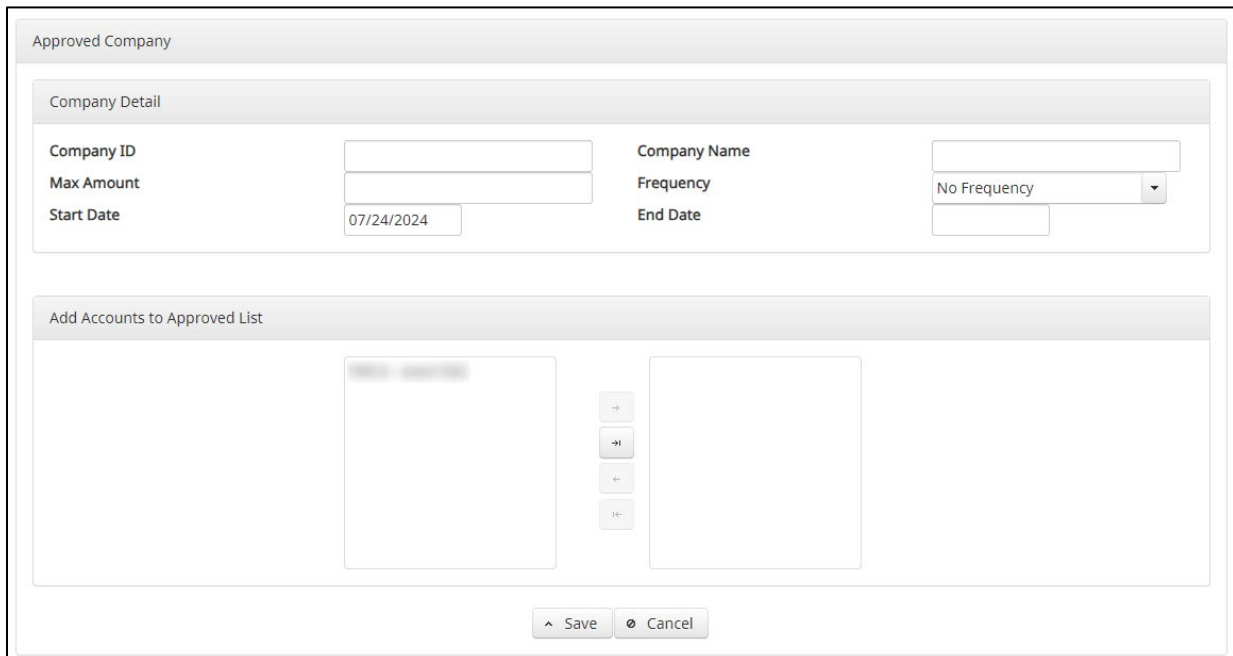 Approved Company
Company Detail
Company ID Company Name
Max Amount Frequency No Frequency
Start Date 07/24/2024 End Date
Add Accounts to Approved List
Save Cancel